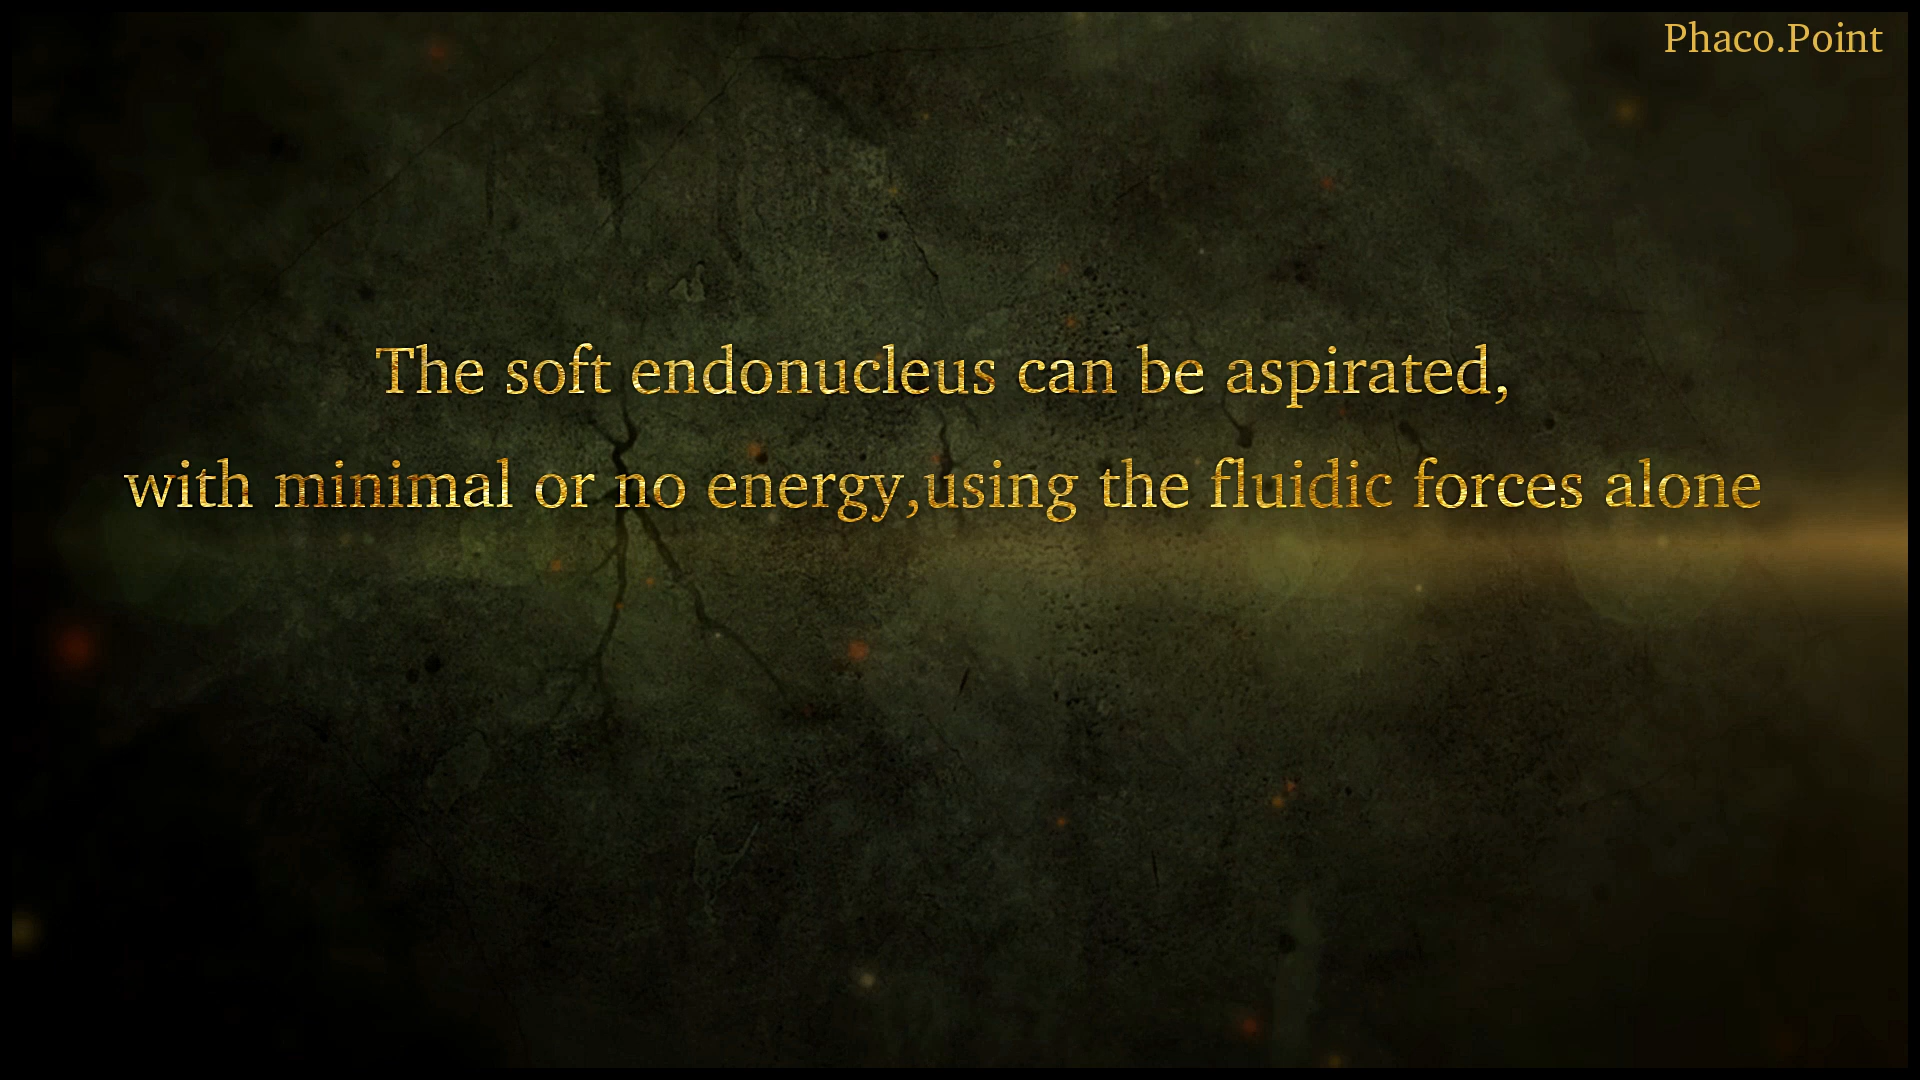 Phaco.Point
The soft endonucleus can be aspirated,
with minimal or no energy,using the fluidic forces alone